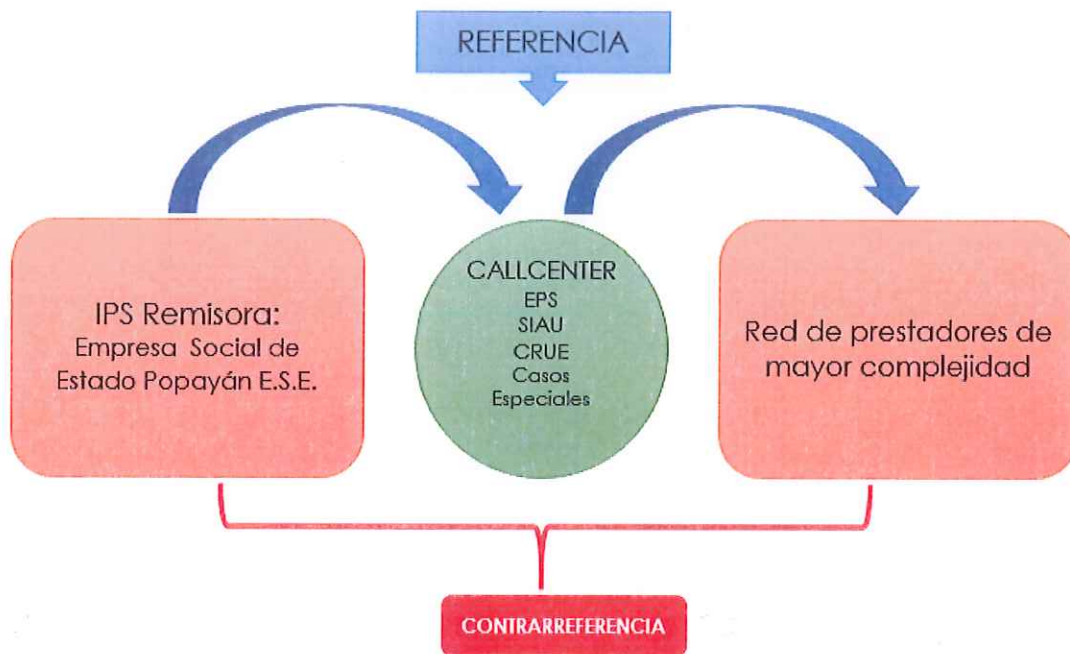 REFERENCIA
IPS Remisora:
Empresa Social de
Estado Popayán E.S.E.
CALLCENTER
EPS
SIAU
CRUE
Casos
Especiales
Red de prestadores de
mayor complejidad
CONTRARREFERENCIA